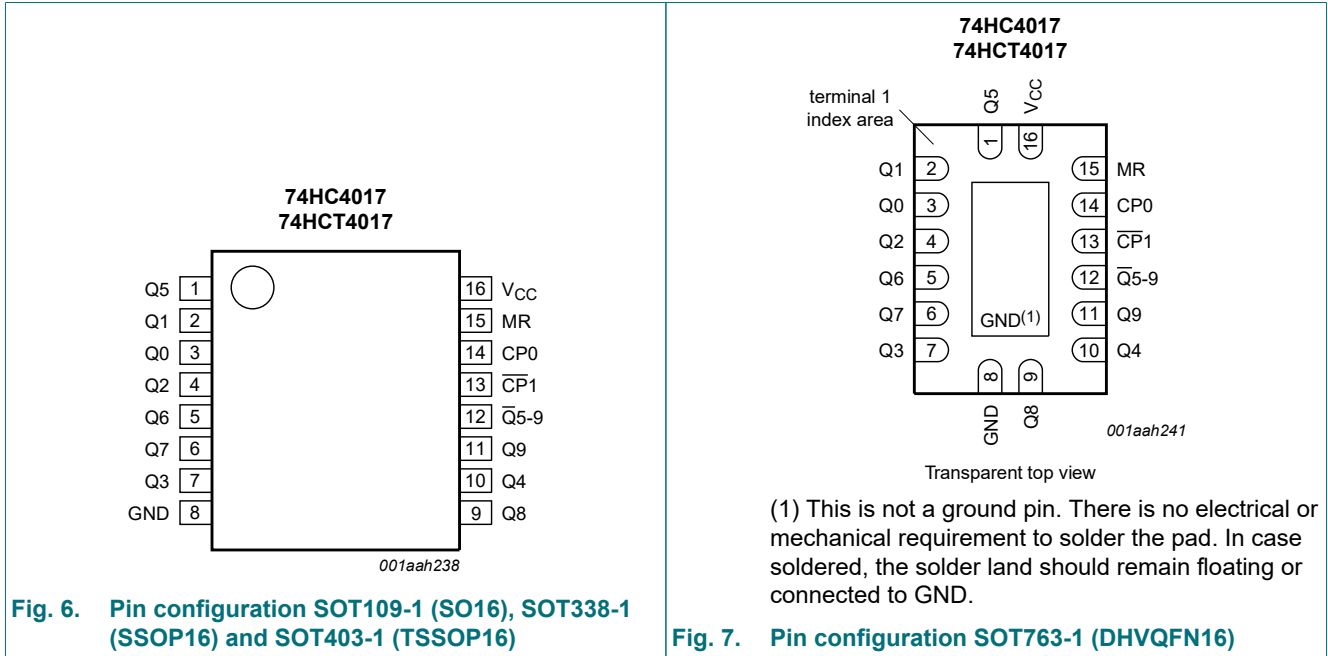 74HC4017
74HCT4017
Q5 1
Q1 2
Q0 3
Q2 4
Q6 5
Q7 6
Q3 7
GND 8
16 VCC
15 MR
14 CP0
13 C̅P̅1
12 Q̅5-9
11 Q9
10 Q4
9 Q8
001aah238
Fig. 6. Pin configuration SOT109-1 (SO16), SOT338-1
(SSOP16) and SOT403-1 (TSSOP16)
74HC4017
74HCT4017
terminal 1
index area
Q5
VCC
1
16
Q1 2
Q0 3
Q2 4
Q6 5
Q7 6
Q3 7
15 MR
14 CP0
13 C̅P̅1
12 Q̅5-9
11 Q9
10 Q4
GND(1)
8
9
GND
Q8
001aah241
Transparent top view
(1) This is not a ground pin. There is no electrical or
mechanical requirement to solder the pad. In case
soldered, the solder land should remain floating or
connected to GND.
Fig. 7. Pin configuration SOT763-1 (DHVQFN16)